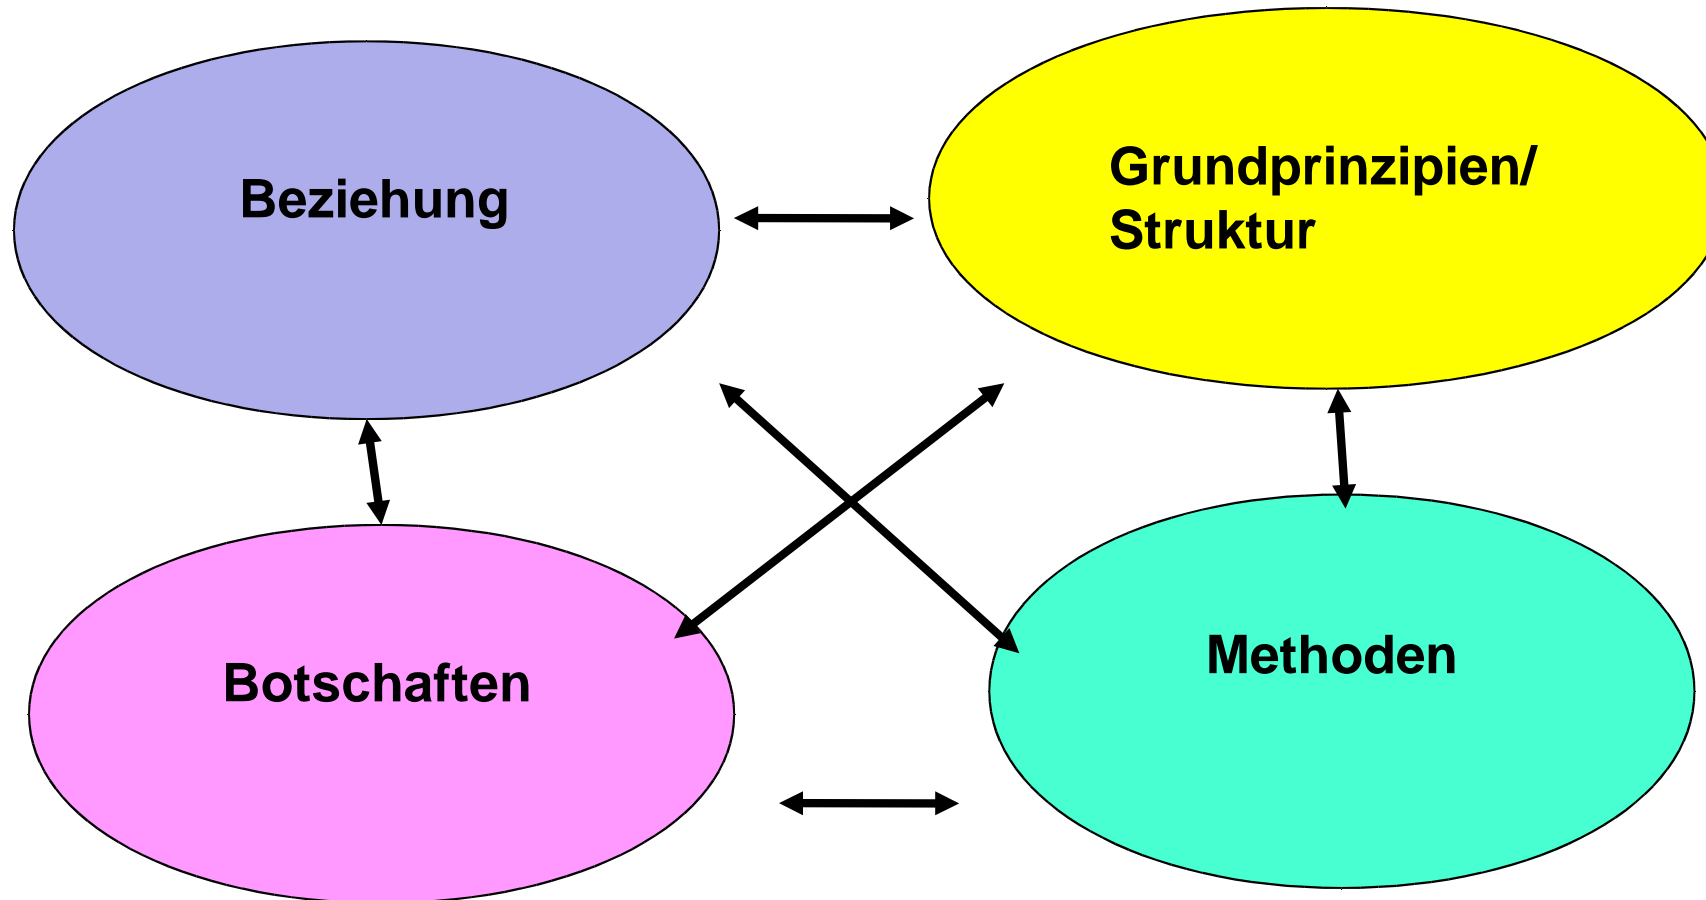 Beziehung
Grundprinzipien/
Struktur
Botschaften
Methoden